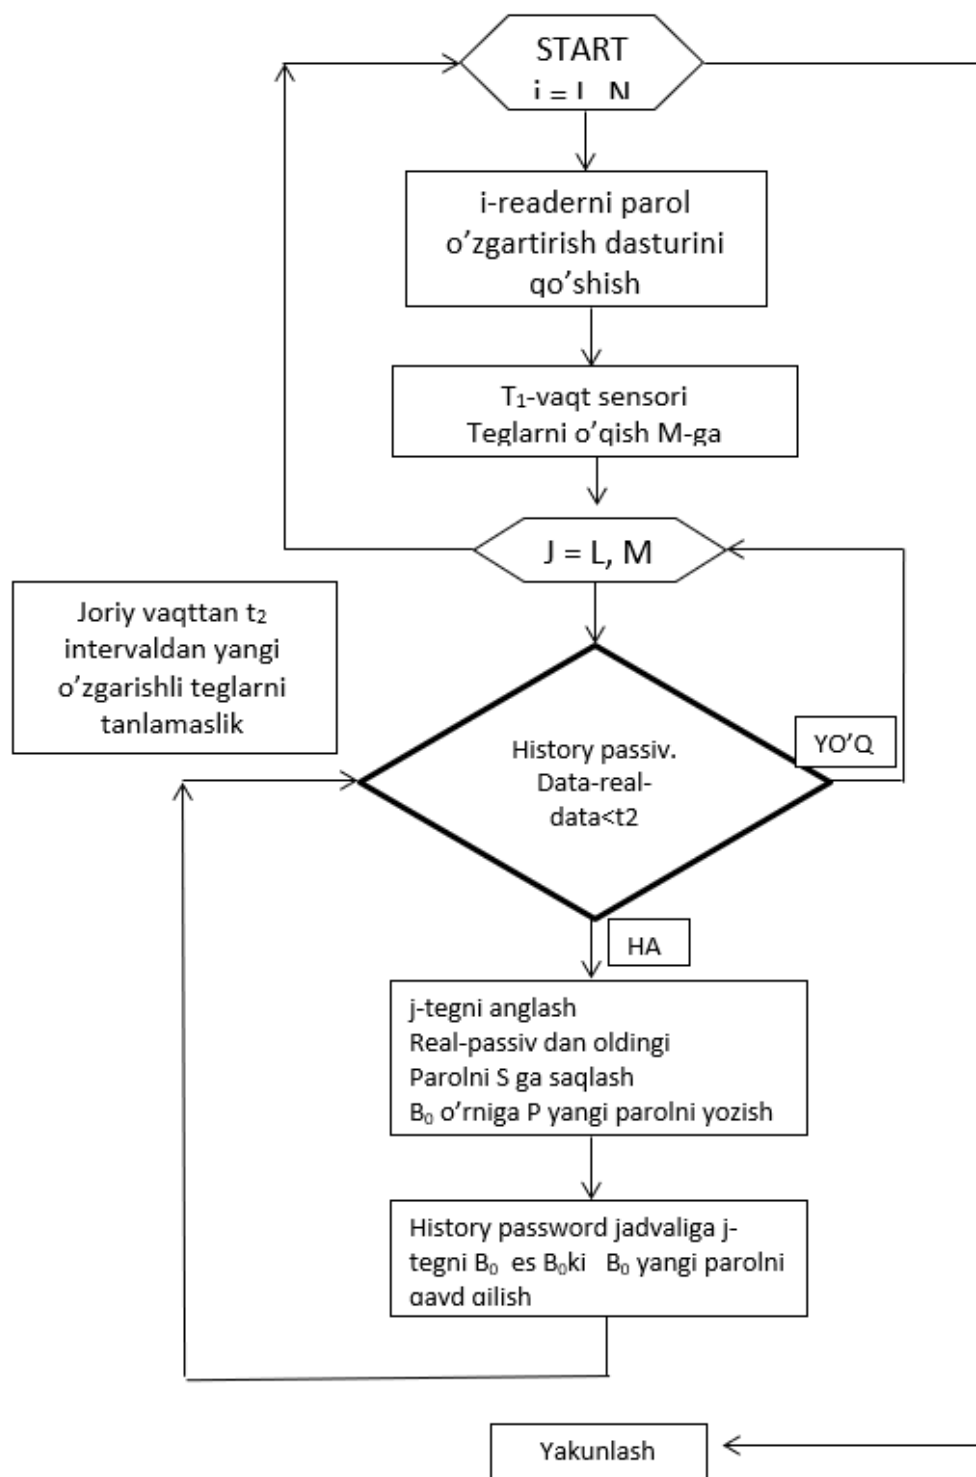 START
i = I N
i-readerni parol
o’zgartirish dasturini
qo’shish
T₁-vaqt sensori
Teglarni o’qish M-ga
J = L, M
Joriy vaqttan t₂
intervaldan yangi
o’zgarishli teglarni
tanlamaslik
History passiv.
Data-real-
data<t2
YO’Q
HA
j-tegni anglash
Real-passiv dan oldingi
Parolni S ga saqlash
B₀ o’rniga P yangi parolni yozish
History password jadvaliga j-
tegni B₀ es B₀ki B₀ yangi parolni
qayd qilish
Yakunlash